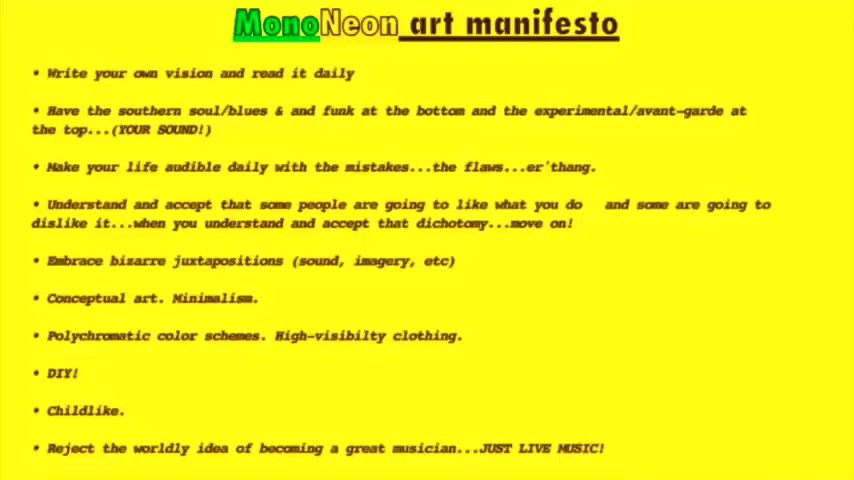 MonoNeon art manifesto
• Write your own vision and read it daily
• Have the southern soul/blues & and funk at the bottom and the experimental/avant-garde at
the top...(YOUR SOUND!)
• Make your life audible daily with the mistakes...the flaws...er'thang.
• Understand and accept that some people are going to like what you do and some are going to
dislike it...when you understand and accept that dichotomy...move on!
• Embrace bizarre juxtapositions (sound, imagery, etc)
• Conceptual art. Minimalism.
• Polychromatic color schemes. High-visibilty clothing.
• DIY!
• Childlike.
• Reject the worldly idea of becoming a great musician...JUST LIVE MUSIC!